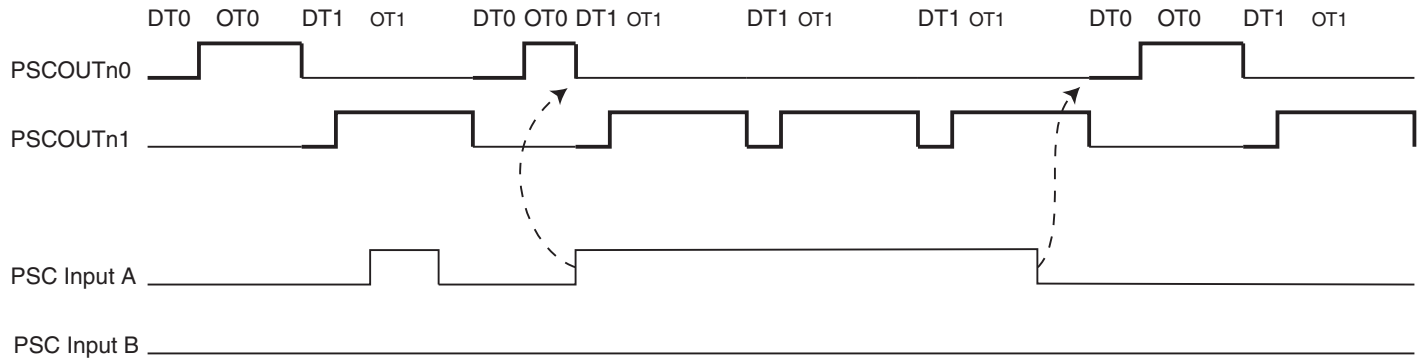 DT0 OT0 DT1 OT1 DT0 OT0 DT1 OT1 DT1 OT1 DT1 OT1 DT0 OT0 DT1 OT1
PSCOUTn0
PSCOUTn1
PSC Input A
PSC Input B